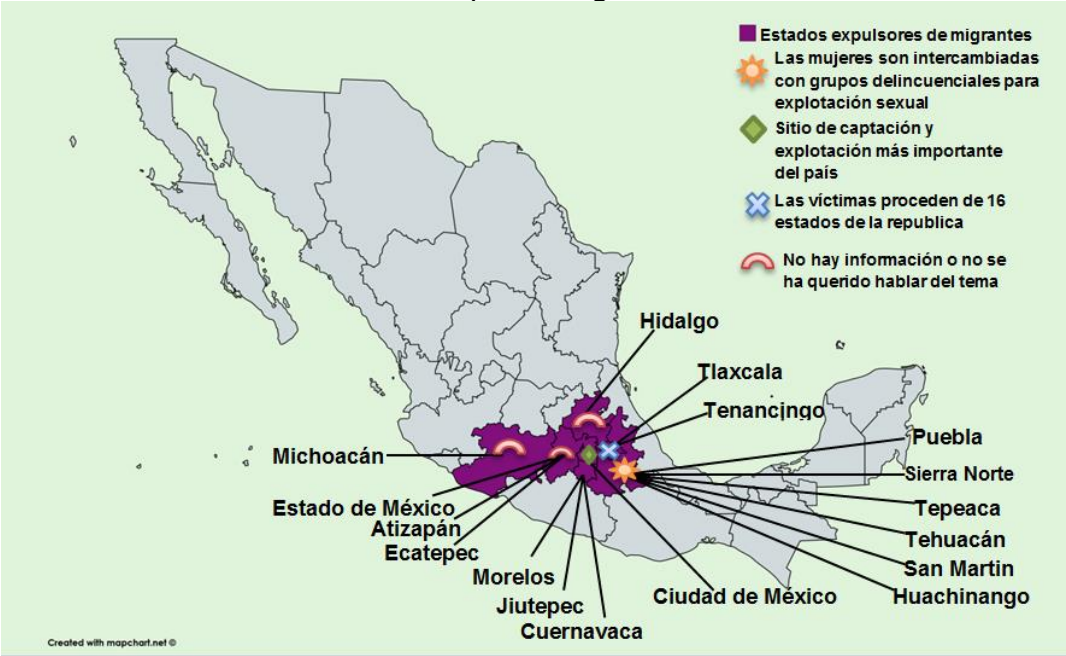 Estados expulsores de migrantes
Las mujeres son intercambiadas
con grupos delincuenciales para
explotación sexual
Sitio de captación y
explotación más importante
del país
Las víctimas proceden de 16
estados de la republica
No hay información o no se
ha querido hablar del tema
Hidalgo
Tlaxcala
Tenancingo
Puebla
Michoacán
Sierra Norte
Estado de México
Tepeaca
Atizapán
Tehuacán
Ecatepec
San Martin
Morelos
Ciudad de México
Huachinango
Jiutepec
Cuernavaca
Created with mapchart.net ©